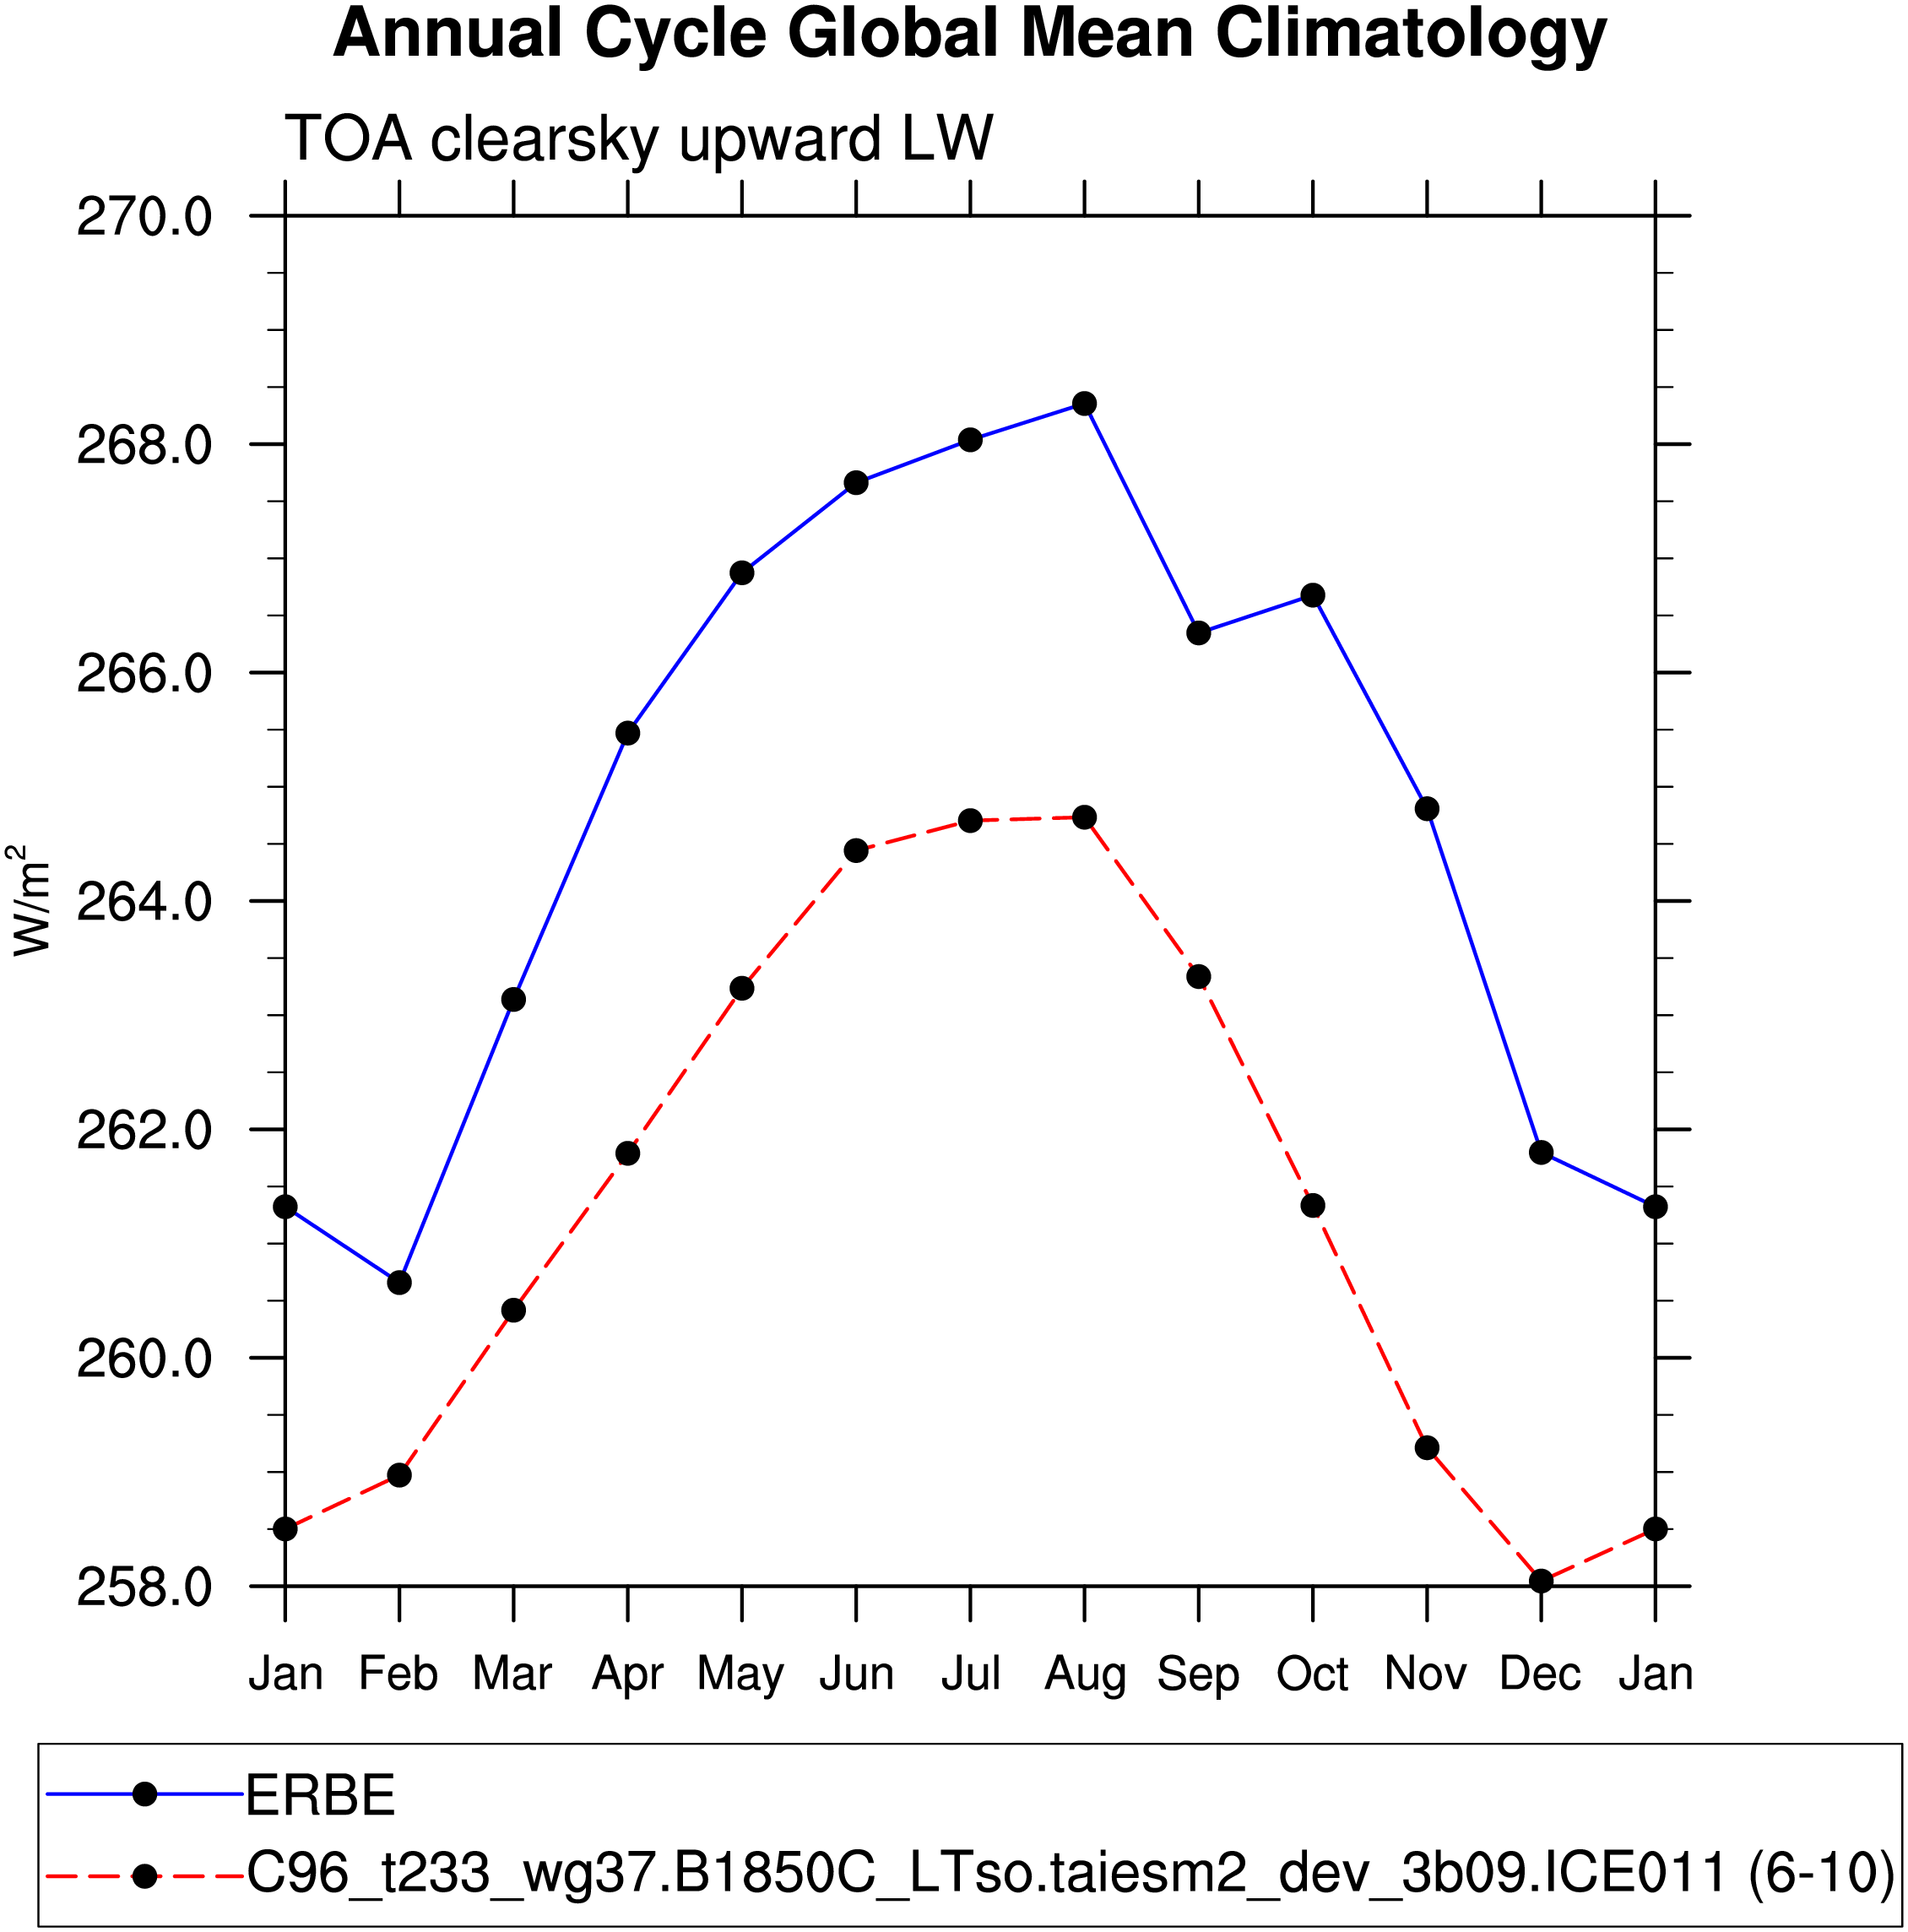 Annual Cycle Global Mean Climatology
TOA clearsky upward LW
270.0
268.0
266.0
264.0
262.0
260.0
258.0
W/m²
Jan Feb Mar Apr May Jun Jul Aug Sep Oct Nov Dec Jan
ERBE
C96_t233_wg37.B1850C_LTso.taiesm2_dev_3b09.ICE011 (6-10)